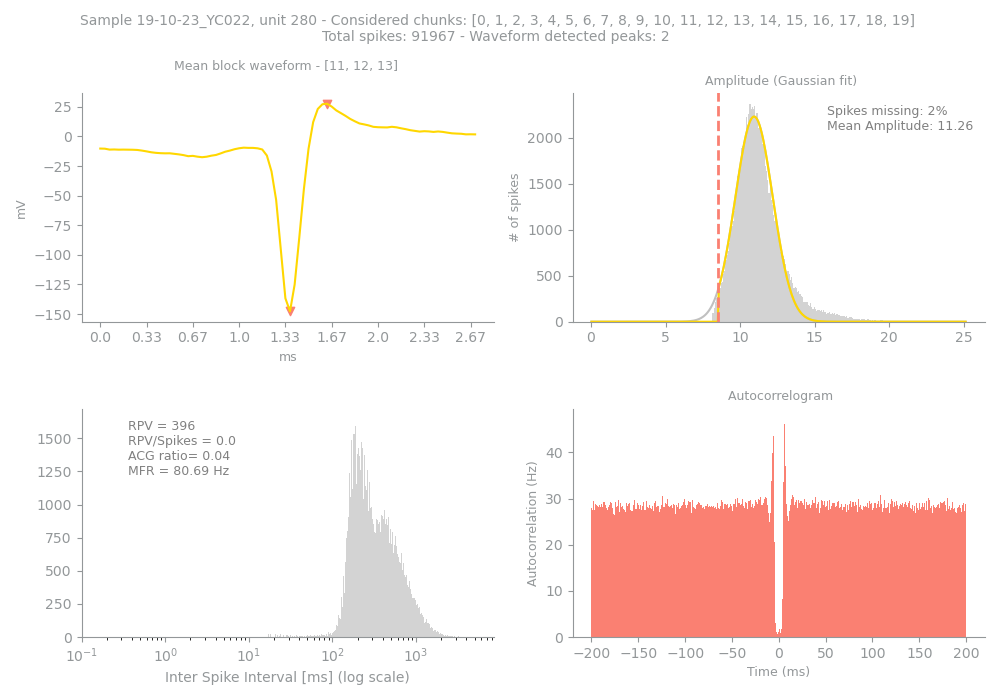 Sample 19-10-23_YC022, unit 280 - Considered chunks: [0, 1, 2, 3, 4, 5, 6, 7, 8, 9, 10, 11, 12, 13, 14, 15, 16, 17, 18, 19]
Total spikes: 91967 - Waveform detected peaks: 2
Mean block waveform - [11, 12, 13]
25
0
−25
−50
−75
−100
−125
−150
mV
0.0 0.33 0.67 1.0 1.33 1.67 2.0 2.33 2.67
ms
Amplitude (Gaussian fit)
Spikes missing: 2%
Mean Amplitude: 11.26
2000
1500
1000
500
0
# of spikes
0 5 10 15 20 25
RPV = 396
RPV/Spikes = 0.0
ACG ratio= 0.04
MFR = 80.69 Hz
1500
1250
1000
750
500
250
0
10⁻¹ 10⁰ 10¹ 10² 10³
Inter Spike Interval [ms] (log scale)
Autocorrelogram
40
30
20
10
0
Autocorrelation (Hz)
−200 −150 −100 −50 0 50 100 150 200
Time (ms)